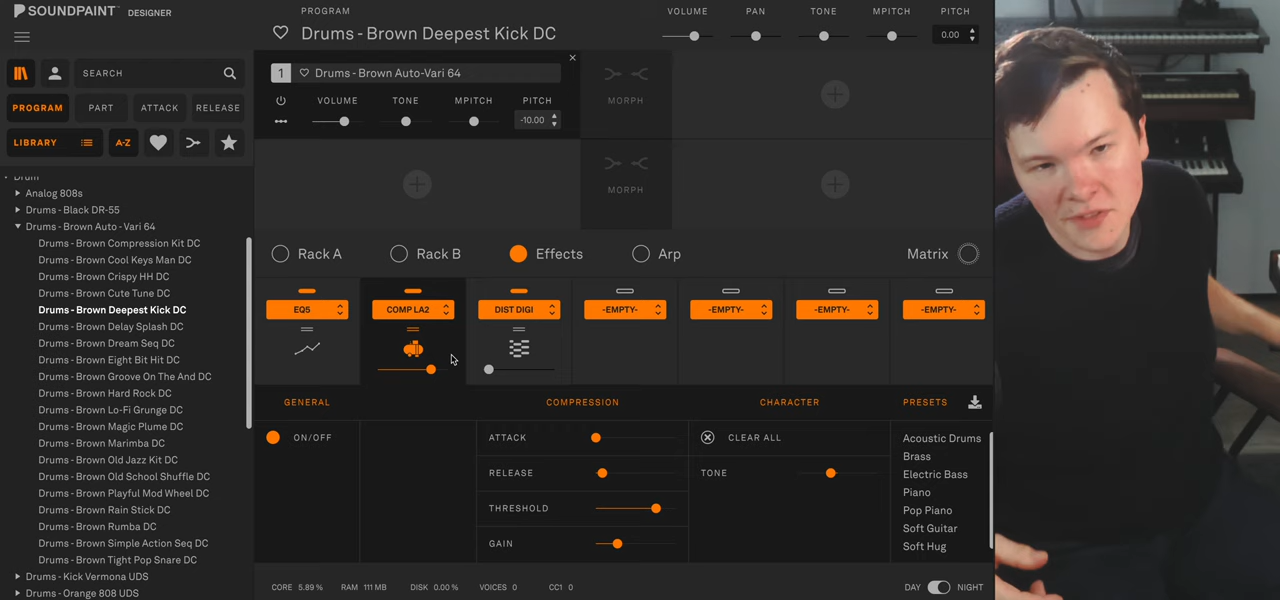 SOUNDPAINT DESIGNER
PROGRAM
Drums - Brown Deepest Kick DC
VOLUME PAN TONE MPITCH PITCH
0.00
SEARCH
PROGRAM PART ATTACK RELEASE
LIBRARY A-Z
Drum
Analog 808s
Drums - Black DR-55
Drums - Brown Auto - Vari 64
Drums - Brown Compression Kit DC
Drums - Brown Cool Keys Man DC
Drums - Brown Crispy HH DC
Drums - Brown Cute Tune DC
Drums - Brown Deepest Kick DC
Drums - Brown Delay Splash DC
Drums - Brown Dream Seq DC
Drums - Brown Eight Bit Hit DC
Drums - Brown Groove On The And DC
Drums - Brown Hard Rock DC
Drums - Brown Lo-Fi Grunge DC
Drums - Brown Magic Plume DC
Drums - Brown Marimba DC
Drums - Brown Old Jazz Kit DC
Drums - Brown Old School Shuffle DC
Drums - Brown Playful Mod Wheel DC
Drums - Brown Rain Stick DC
Drums - Brown Rumba DC
Drums - Brown Simple Action Seq DC
Drums - Brown Tight Pop Snare DC
Drums - Kick Vermona UDS
Drums - Orange 808 UDS
1 Drums - Brown Auto-Vari 64
VOLUME TONE MPITCH PITCH
-10.00
MORPH
MORPH
Rack A Rack B Effects Arp Matrix
EQ5 COMP LA2 DIST DIGI -EMPTY- -EMPTY- -EMPTY- -EMPTY-
GENERAL COMPRESSION CHARACTER PRESETS
ON/OFF
ATTACK
RELEASE
THRESHOLD
GAIN
CLEAR ALL
TONE
Acoustic Drums
Brass
Electric Bass
Piano
Pop Piano
Soft Guitar
Soft Hug
CORE 5.89 % RAM 111 MB DISK 0.00 % VOICES 0 CC1 0
DAY NIGHT